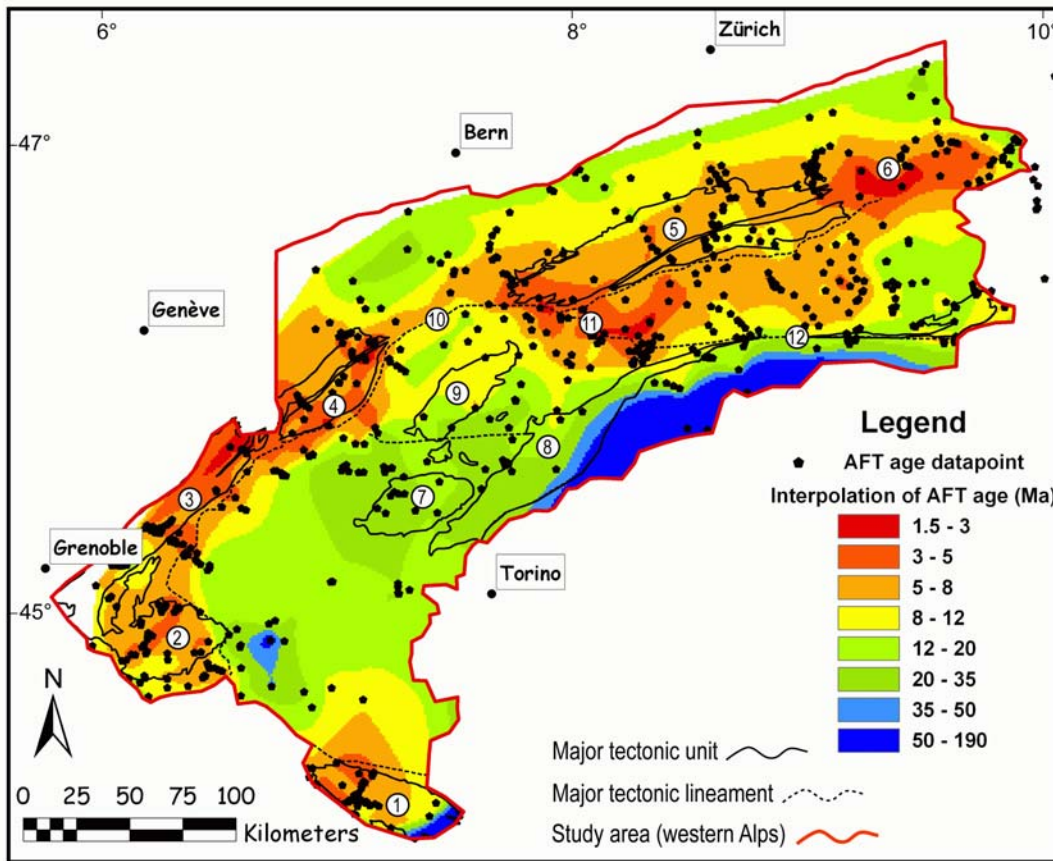 6°
8°
10°
Zürich
47°
Bern
6
5
Genève
10
11
12
4
9
8
3
7
Grenoble
Torino
45°
2
1
N
0 25 50 75 100
Kilometers
Legend
AFT age datapoint
Interpolation of AFT age (Ma)
1.5 - 3
3 - 5
5 - 8
8 - 12
12 - 20
20 - 35
35 - 50
50 - 190
Major tectonic unit
Major tectonic lineament
Study area (western Alps)